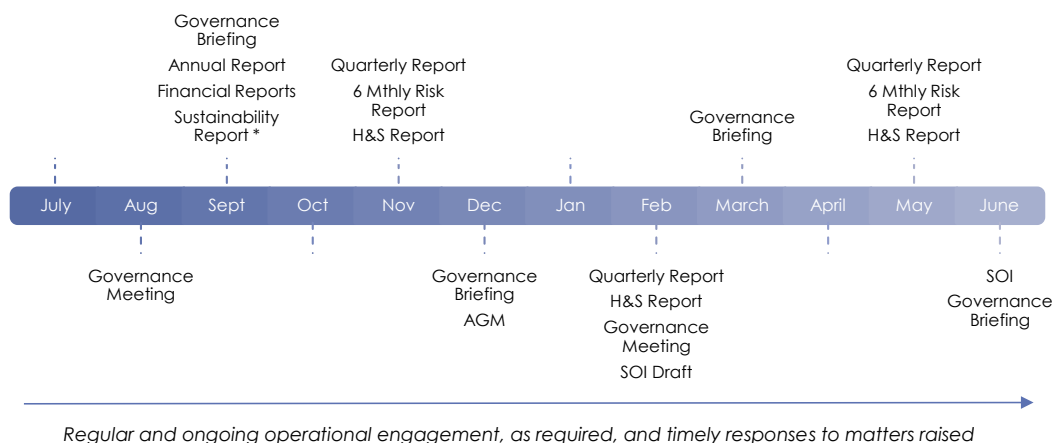 Governance
Briefing
Annual Report
Financial Reports
Sustainability
Report *
Quarterly Report
6 Mthly Risk
Report
H&S Report
Governance
Briefing
Quarterly Report
6 Mthly Risk
Report
H&S Report
July
Aug
Sept
Oct
Nov
Dec
Jan
Feb
March
April
May
June
Governance
Meeting
Governance
Briefing
AGM
Quarterly Report
H&S Report
Governance
Meeting
SOI Draft
SOI
Governance
Briefing
Regular and ongoing operational engagement, as required, and timely responses to matters raised